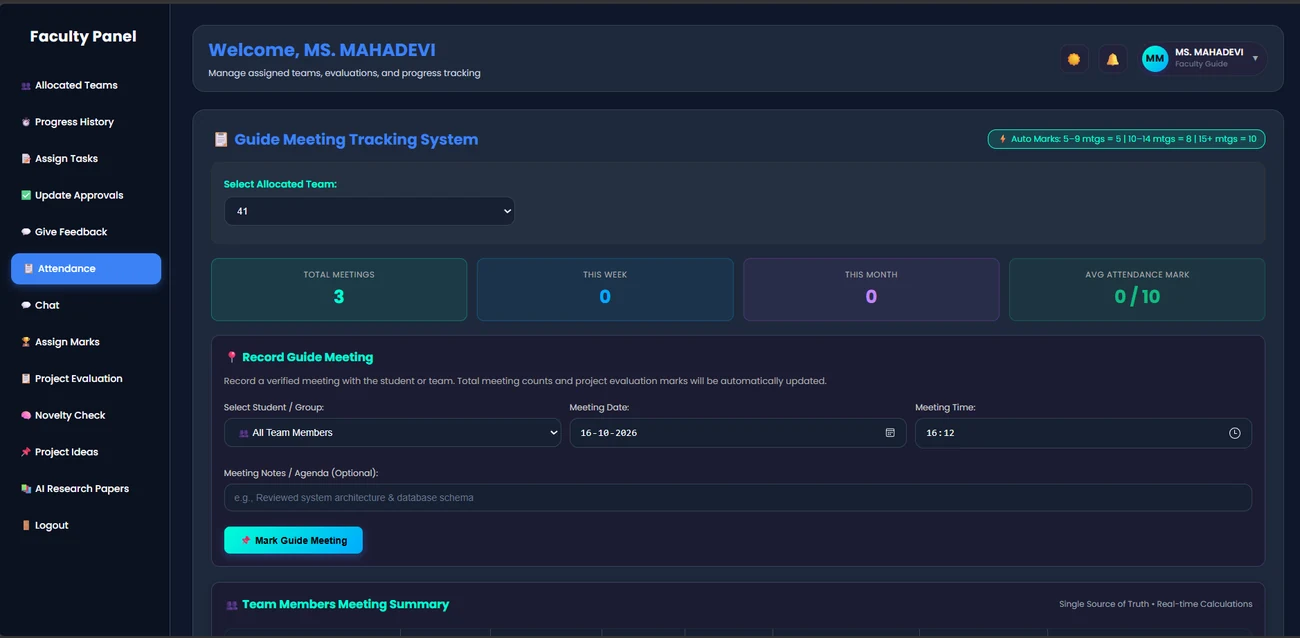 Faculty Panel
Allocated Teams
Progress History
Assign Tasks
Update Approvals
Give Feedback
Attendance
Chat
Assign Marks
Project Evaluation
Novelty Check
Project Ideas
AI Research Papers
Logout
Welcome, MS. MAHADEVI
Manage assigned teams, evaluations, and progress tracking
MM
MS. MAHADEVI
Faculty Guide
Guide Meeting Tracking System
Auto Marks: 5–9 mtgs = 5 | 10–14 mtgs = 8 | 15+ mtgs = 10
Select Allocated Team:
41
TOTAL MEETINGS
3
THIS WEEK
0
THIS MONTH
0
AVG ATTENDANCE MARK
0 / 10
Record Guide Meeting
Record a verified meeting with the student or team. Total meeting counts and project evaluation marks will be automatically updated.
Select Student / Group:
All Team Members
Meeting Date:
16-10-2026
Meeting Time:
16:12
Meeting Notes / Agenda (Optional):
e.g., Reviewed system architecture & database schema
Mark Guide Meeting
Team Members Meeting Summary
Single Source of Truth • Real-time Calculations